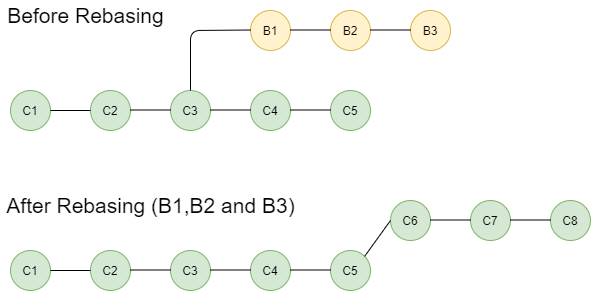 Before Rebasing
B1 B2 B3
C1 C2 C3 C4 C5
After Rebasing (B1,B2 and B3)
C6 C7 C8
C1 C2 C3 C4 C5